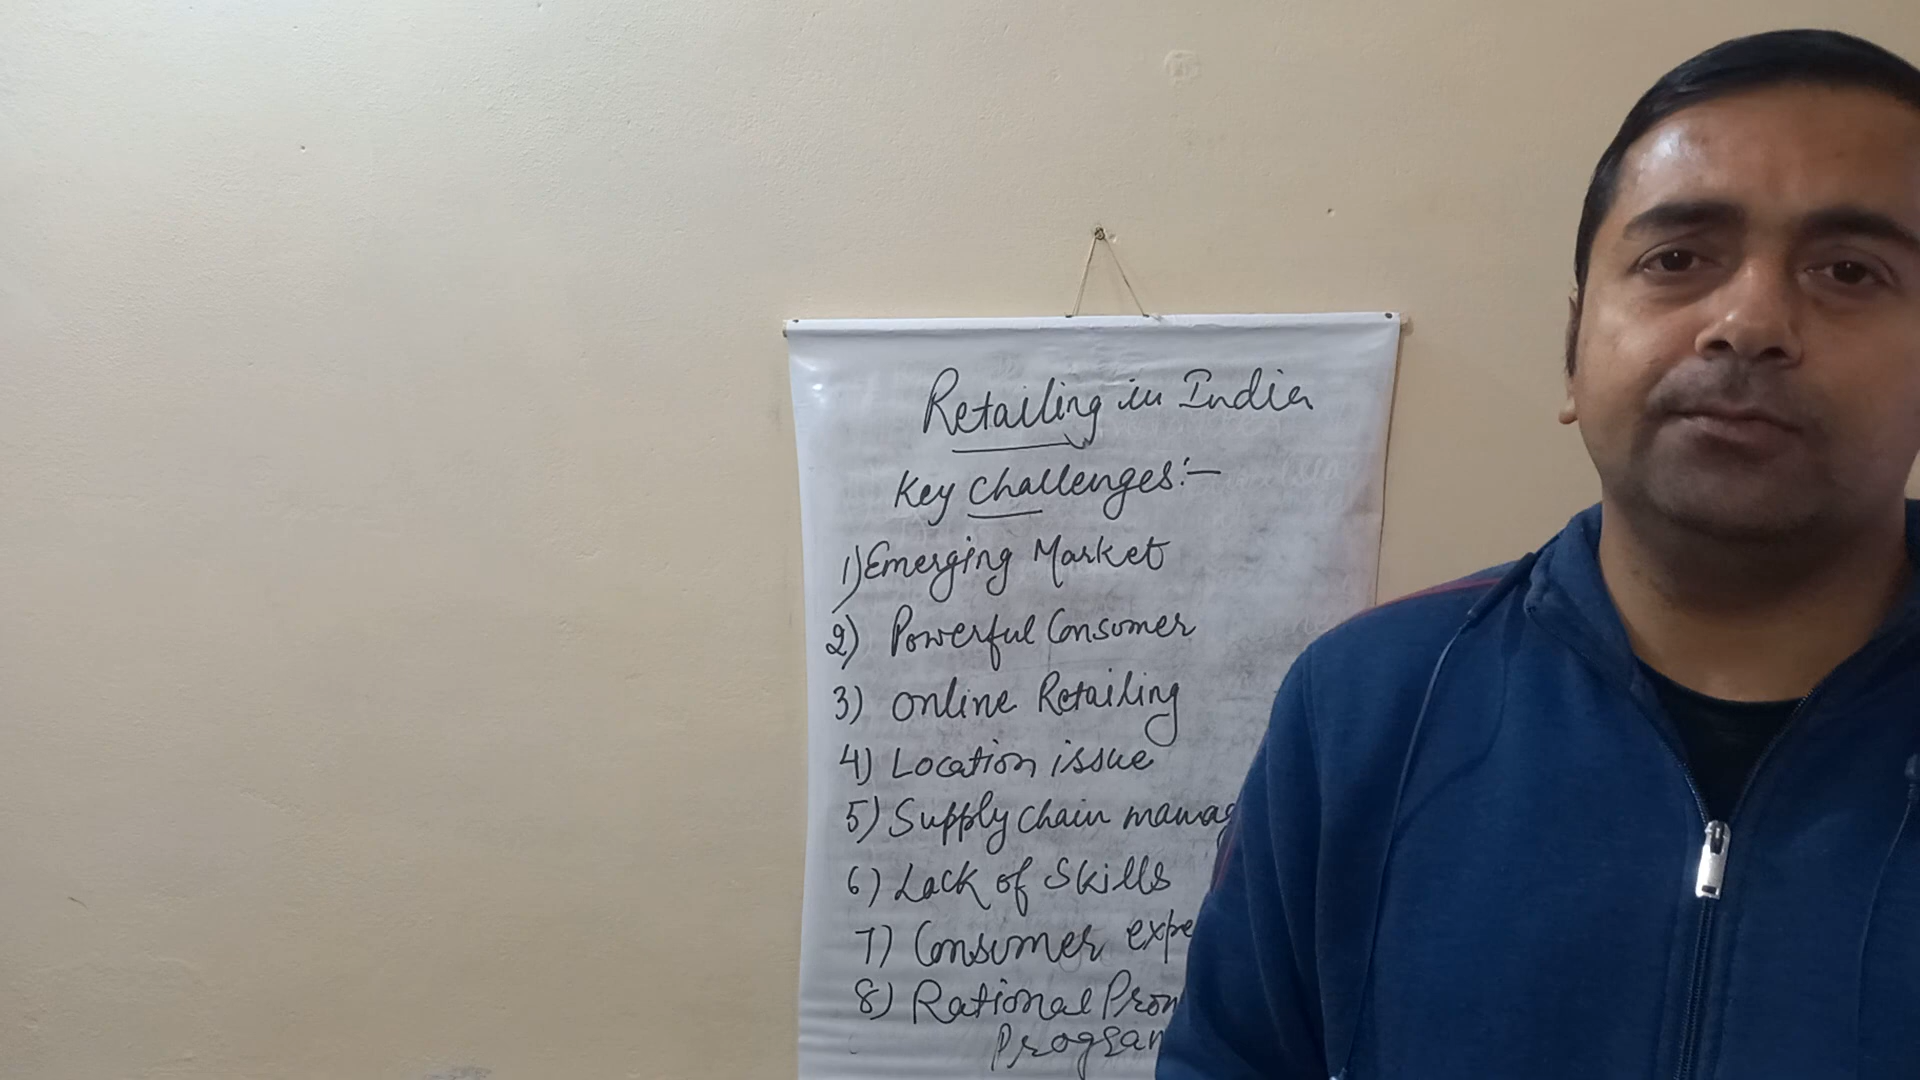 Retailing in India
Key Challenges:-
1) Emerging Market
2) Powerful Consumer
3) Online Retailing
4) Location issue
5) Supply chain manag
6) Lack of Skills
7) Consumer expe
8) Rational Prom
Program